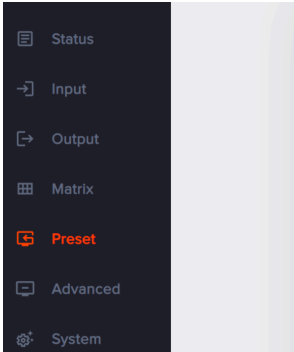 Status
Input
Output
Matrix
Preset
Advanced
System